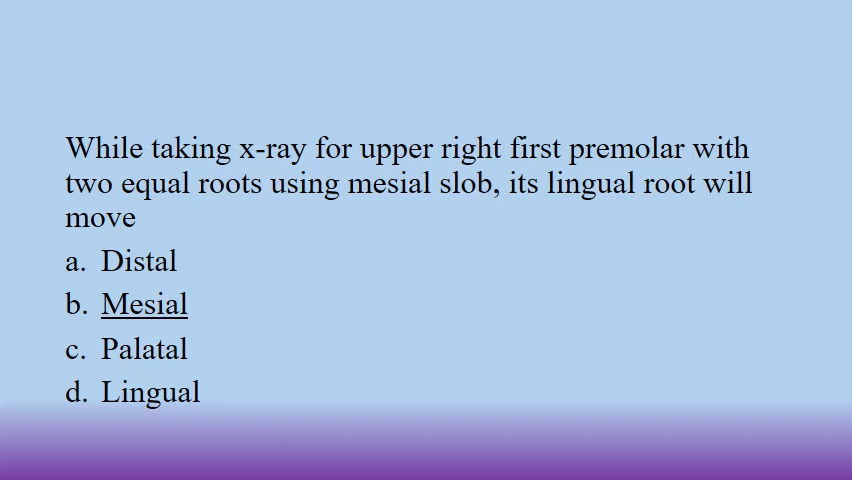 While taking x-ray for upper right first premolar with
two equal roots using mesial slob, its lingual root will
move
a. Distal
b. Mesial
c. Palatal
d. Lingual